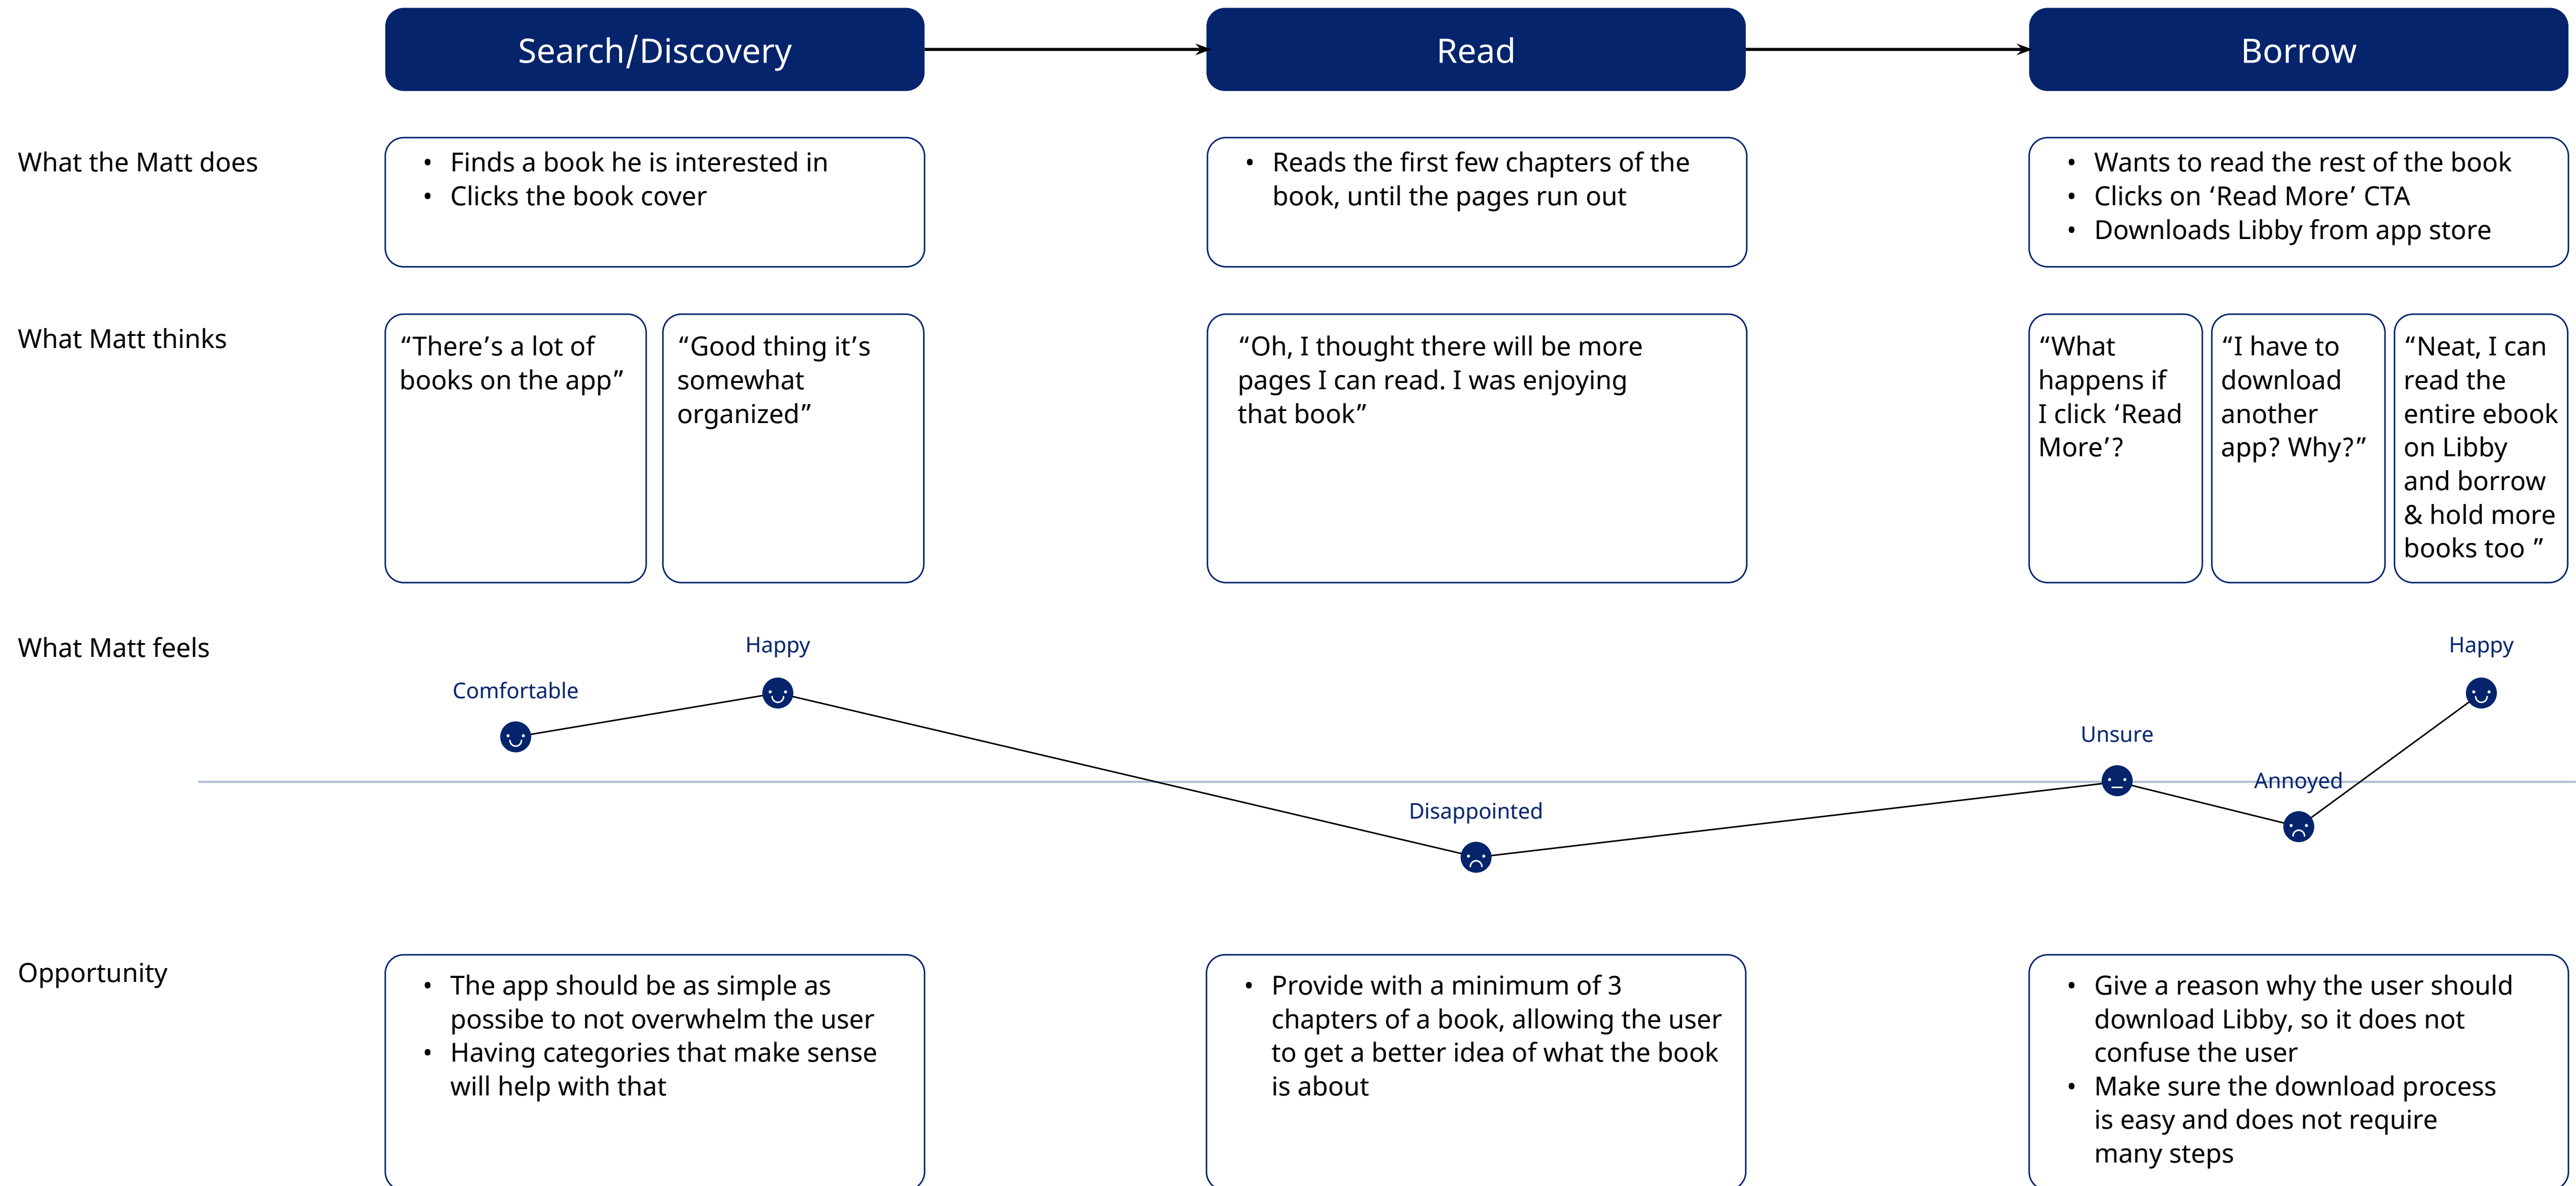 Search/Discovery
Read
Borrow
What the Matt does
• Finds a book he is interested in
• Clicks the book cover
• Reads the first few chapters of the
book, until the pages run out
• Wants to read the rest of the book
• Clicks on ‘Read More’ CTA
• Downloads Libby from app store
What Matt thinks
“There’s a lot of
books on the app”
“Good thing it’s
somewhat
organized”
“Oh, I thought there will be more
pages I can read. I was enjoying
that book”
“What
happens if
I click ‘Read
More’?
“I have to
download
another
app? Why?”
“Neat, I can
read the
entire ebook
on Libby
and borrow
& hold more
books too ”
What Matt feels
Comfortable
Happy
Disappointed
Unsure
Annoyed
Happy
Opportunity
• The app should be as simple as
possibe to not overwhelm the user
• Having categories that make sense
will help with that
• Provide with a minimum of 3
chapters of a book, allowing the user
to get a better idea of what the book
is about
• Give a reason why the user should
download Libby, so it does not
confuse the user
• Make sure the download process
is easy and does not require
many steps